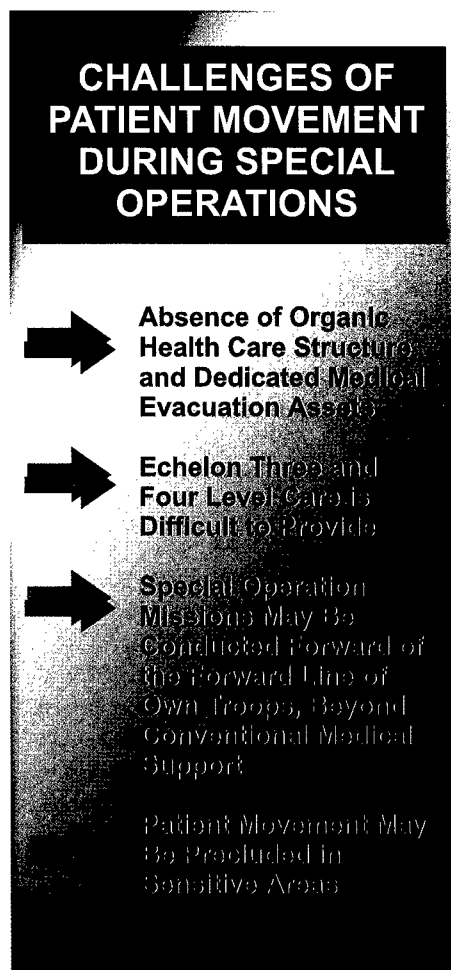 CHALLENGES OF
PATIENT MOVEMENT
DURING SPECIAL
OPERATIONS
Absence of Organic
Health Care Structure
and Dedicated Medical
Evacuation Assets
Echelon Three and
Four Level Care is
Difficult to Provide
Special Operation
Missions May Be
Conducted Forward of
the Forward Line of
Own Troops, Beyond
Conventional Medical
Support
Patient Movement May
Be Precluded in
Sensitive Areas